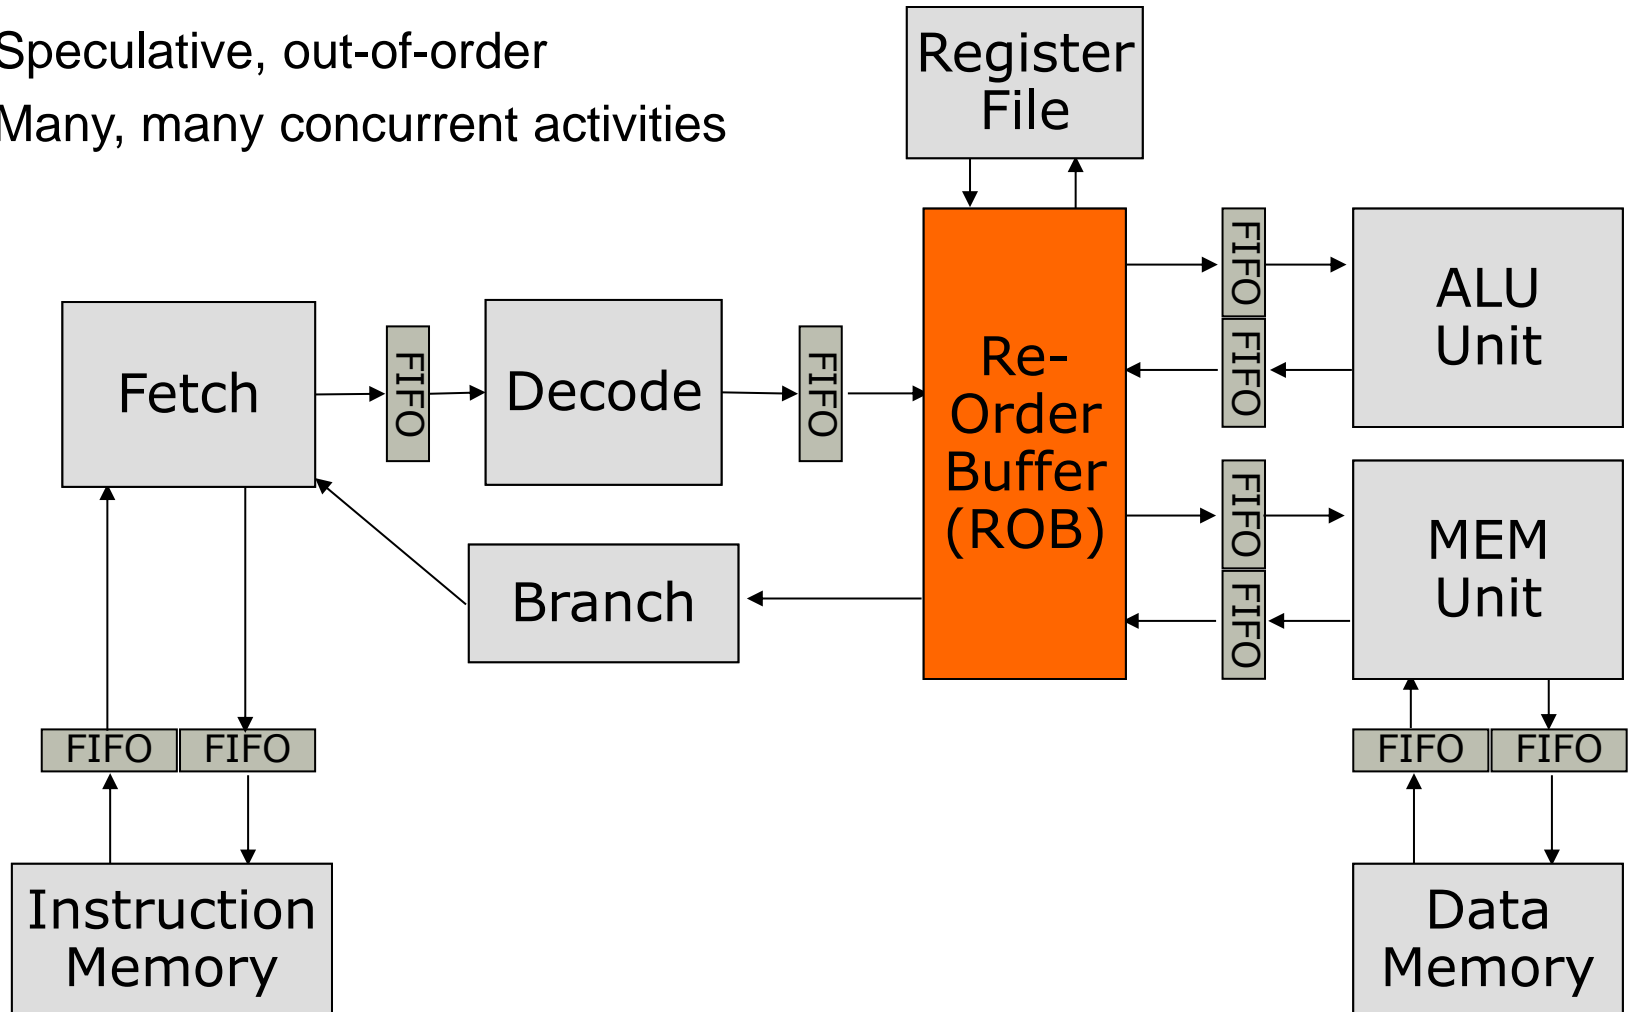 Speculative, out-of-order
Many, many concurrent activities
Register
File
FIFO
FIFO
ALU
Unit
Fetch
FIFO
Decode
FIFO
Re-
Order
Buffer
(ROB)
FIFO
FIFO
MEM
Unit
Branch
FIFO
FIFO
FIFO
FIFO
Instruction
Memory
Data
Memory